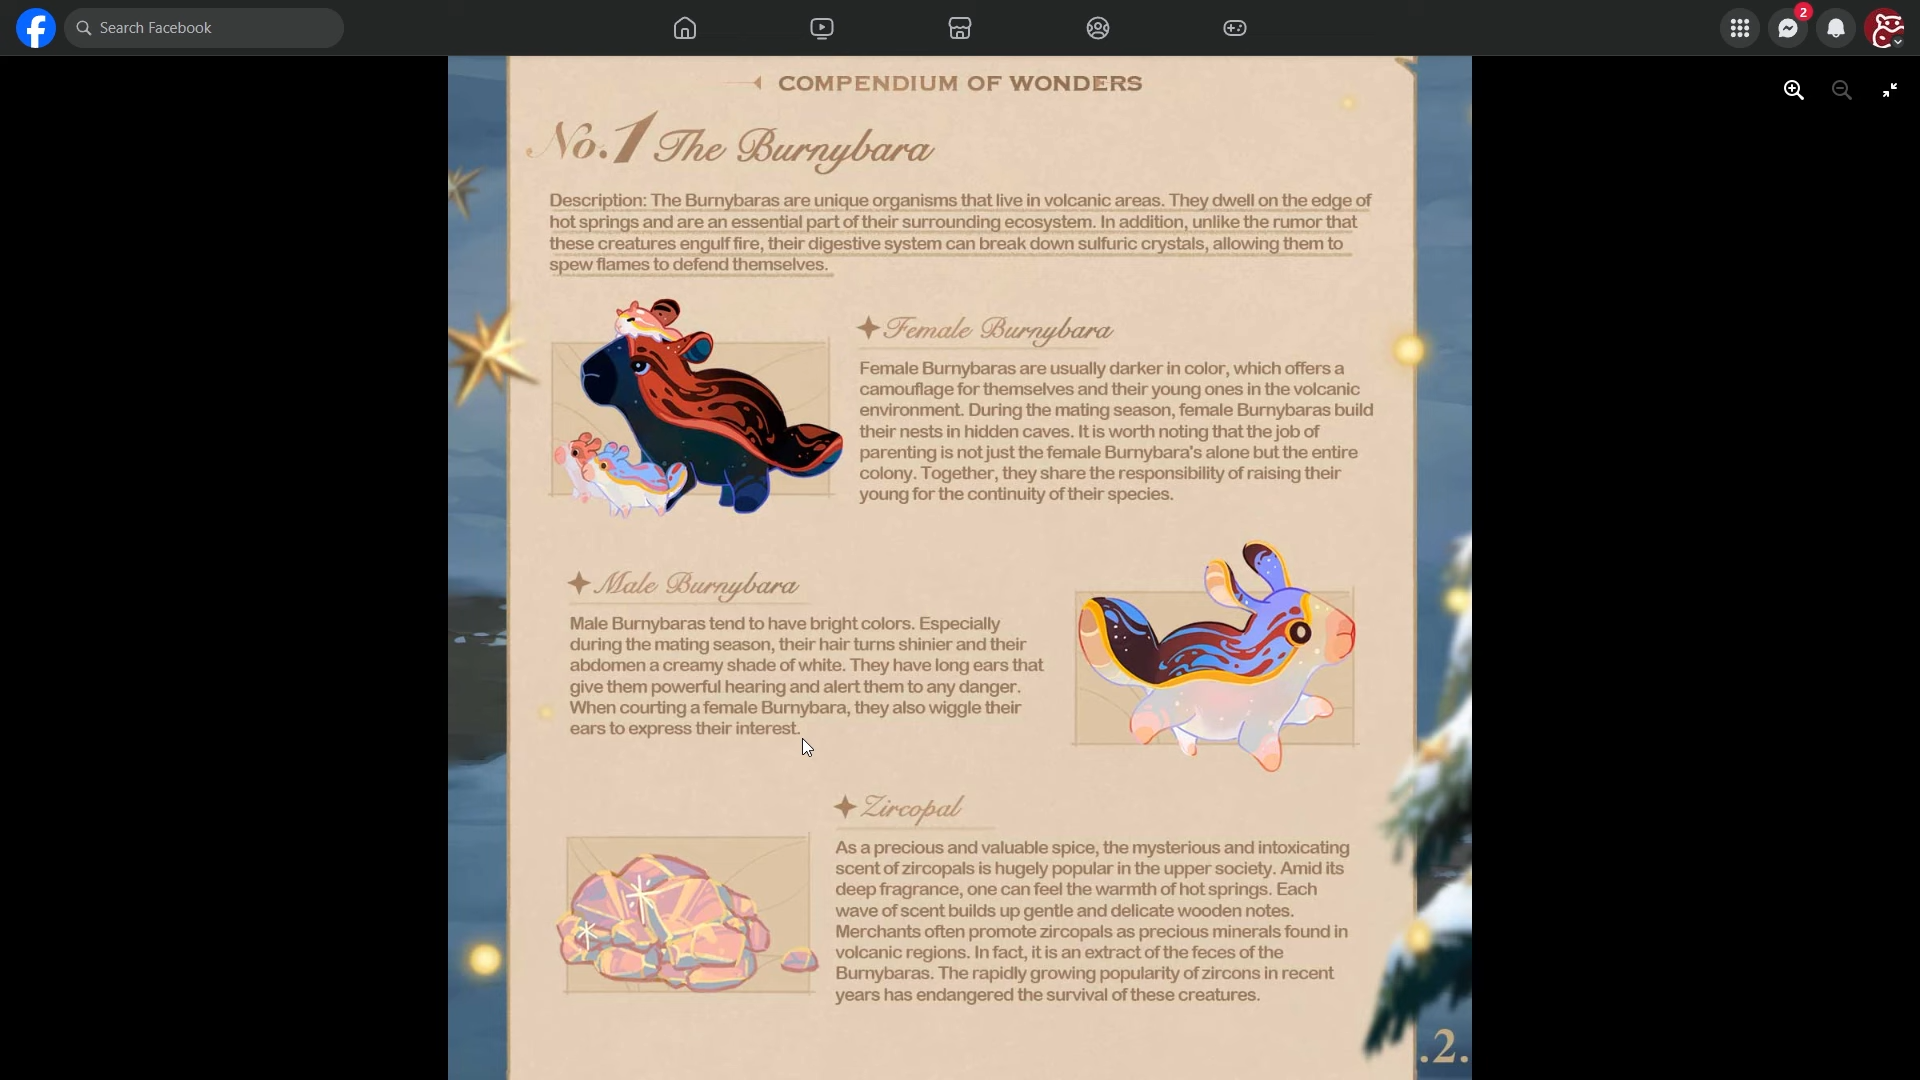 Search Facebook
2
COMPENDIUM OF WONDERS
No.1 The Burnybara
Description: The Burnybaras are unique organisms that live in volcanic areas. They dwell on the edge of
hot springs and are an essential part of their surrounding ecosystem. In addition, unlike the rumor that
these creatures engulf fire, their digestive system can break down sulfuric crystals, allowing them to
spew flames to defend themselves.
Female Burnybara
Female Burnybaras are usually darker in color, which offers a
camouflage for themselves and their young ones in the volcanic
environment. During the mating season, female Burnybaras build
their nests in hidden caves. It is worth noting that the job of
parenting is not just the female Burnybara's alone but the entire
colony. Together, they share the responsibility of raising their
young for the continuity of their species.
Male Burnybara
Male Burnybaras tend to have bright colors. Especially
during the mating season, their hair turns shinier and their
abdomen a creamy shade of white. They have long ears that
give them powerful hearing and alert them to any danger.
When courting a female Burnybara, they also wiggle their
ears to express their interest.
Zircopal
As a precious and valuable spice, the mysterious and intoxicating
scent of zircopals is hugely popular in the upper society. Amid its
deep fragrance, one can feel the warmth of hot springs. Each
wave of scent builds up gentle and delicate wooden notes.
Merchants often promote zircopals as precious minerals found in
volcanic regions. In fact, it is an extract of the feces of the
Burnybaras. The rapidly growing popularity of zircons in recent
years has endangered the survival of these creatures.
.2.